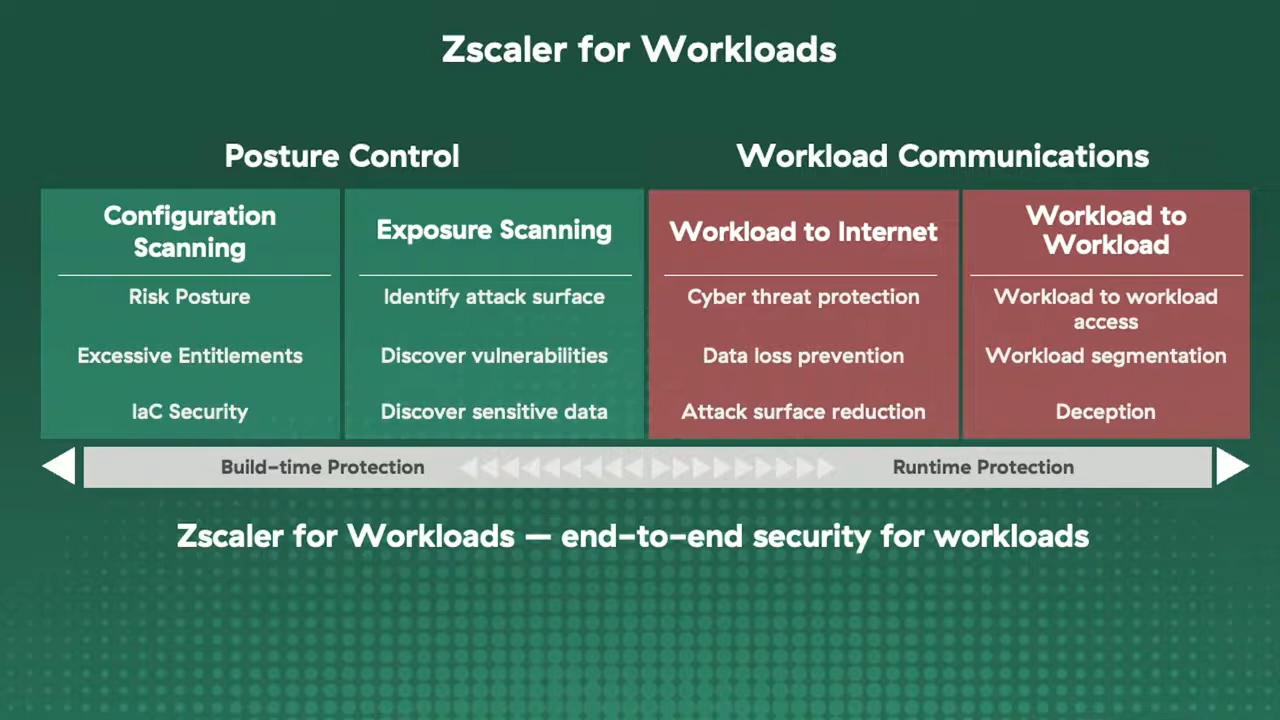 Zscaler for Workloads
Posture Control
Workload Communications
Configuration
Scanning
Risk Posture
Excessive Entitlements
IaC Security
Exposure Scanning
Identify attack surface
Discover vulnerabilities
Discover sensitive data
Workload to Internet
Cyber threat protection
Data loss prevention
Attack surface reduction
Workload to
Workload
Workload to workload
access
Workload segmentation
Deception
Build-time Protection
Runtime Protection
Zscaler for Workloads — end-to-end security for workloads